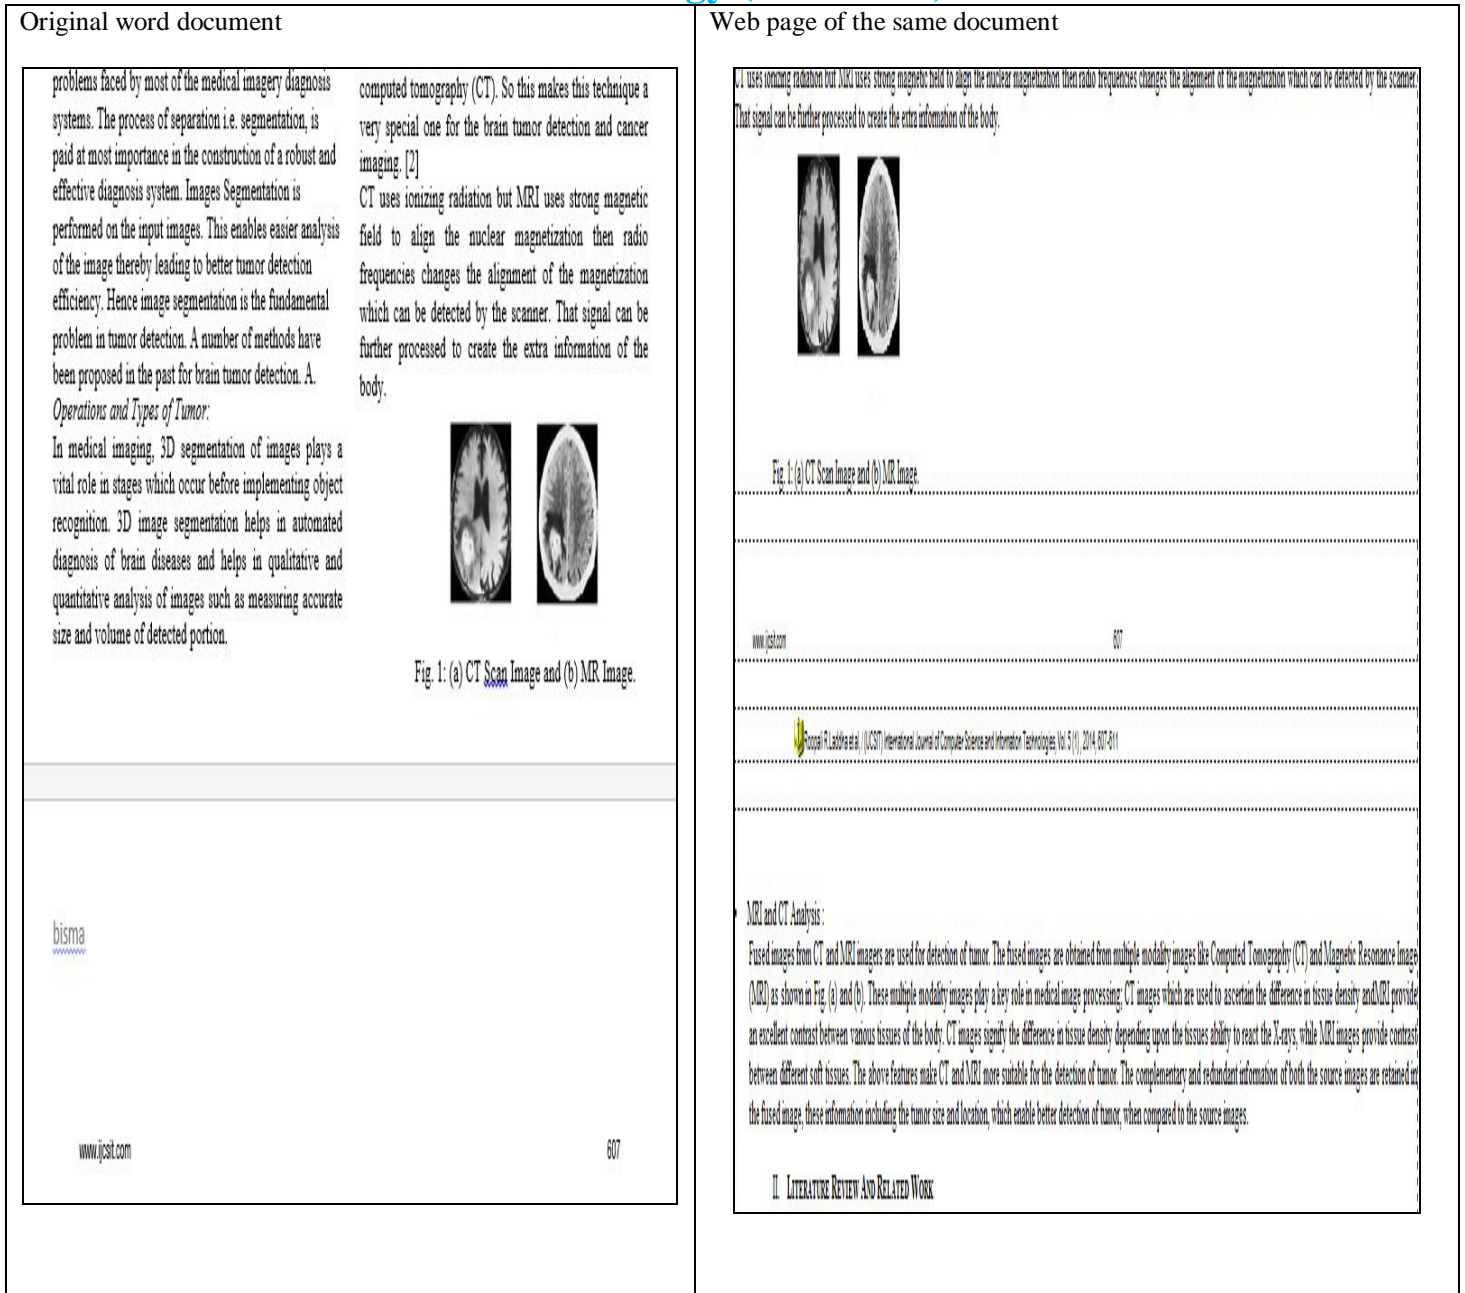 Original word document
problems faced by most of the medical imagery diagnosis
systems. The process of separation i.e. segmentation, is
paid at most importance in the construction of a robust and
effective diagnosis system. Images Segmentation is
performed on the input images. This enables easier analysis
of the image thereby leading to better tumor detection
efficiency. Hence image segmentation is the fundamental
problem in tumor detection. A number of methods have
been proposed in the past for brain tumor detection. A.
Operations and Types of Tumor:
In medical imaging, 3D segmentation of images plays a
vital role in stages which occur before implementing object
recognition. 3D image segmentation helps in automated
diagnosis of brain diseases and helps in qualitative and
quantitative analysis of images such as measuring accurate
size and volume of detected portion.
computed tomography (CT). So this makes this technique a
very special one for the brain tumor detection and cancer
imaging. [2]
CT uses ionizing radiation but MRI uses strong magnetic
field to align the nuclear magnetization then radio
frequencies changes the alignment of the magnetization
which can be detected by the scanner. That signal can be
further processed to create the extra information of the
body.
Fig. 1: (a) CT Scan Image and (b) MR Image.
bisma
www.ijcsit.com 607
Web page of the same document
CT uses ionizing radiation but MRI uses strong magnetic field to align the nuclear magnetization then radio frequencies changes the alignment of the magnetization which can be detected by the scanner.
That signal can be further processed to create the extra information of the body.
Fig. 1: (a) CT Scan Image and (b) MR Image.
www.ijcsit.com 607
Roopali R.Laddha et al, / (IJCSIT) International Journal of Computer Science and Information Technologies, Vol. 5 (1) , 2014, 607-611
• MRI and CT Analysis :
Fused images from CT and MRI imagers are used for detection of tumor. The fused images are obtained from multiple modality images like Computed Tomography (CT) and Magnetic Resonance Image
(MRI) as shown in Fig. (a) and (b). These multiple modality images play a key role in medical image processing; CT images which are used to ascertain the difference in tissue density andMRI provide
an excellent contrast between various tissues of the body. CT images signify the difference in tissue density depending upon the tissues ability to react the X-rays, while MRI images provide contrast
between different soft tissues. The above features make CT and MRI more suitable for the detection of tumor. The complementary and redundant information of both the source images are retained in
the fused image, these information including the tumor size and location, which enable better detection of tumor, when compared to the source images.
II. LITERATURE REVIEW AND RELATED WORK